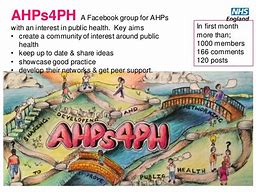 AHPs4PH A Facebook group for AHPs
with an interest in public health. Key aims
• create a community of interest around public
health
• keep up to date & share ideas
• showcase good practice
• develop their networks & get peer support.
NHS
England
In first month
more than;
1000 members
166 comments
120 posts
DEVELOPING AND
AHPs4PH
PUBLIC HEALTH